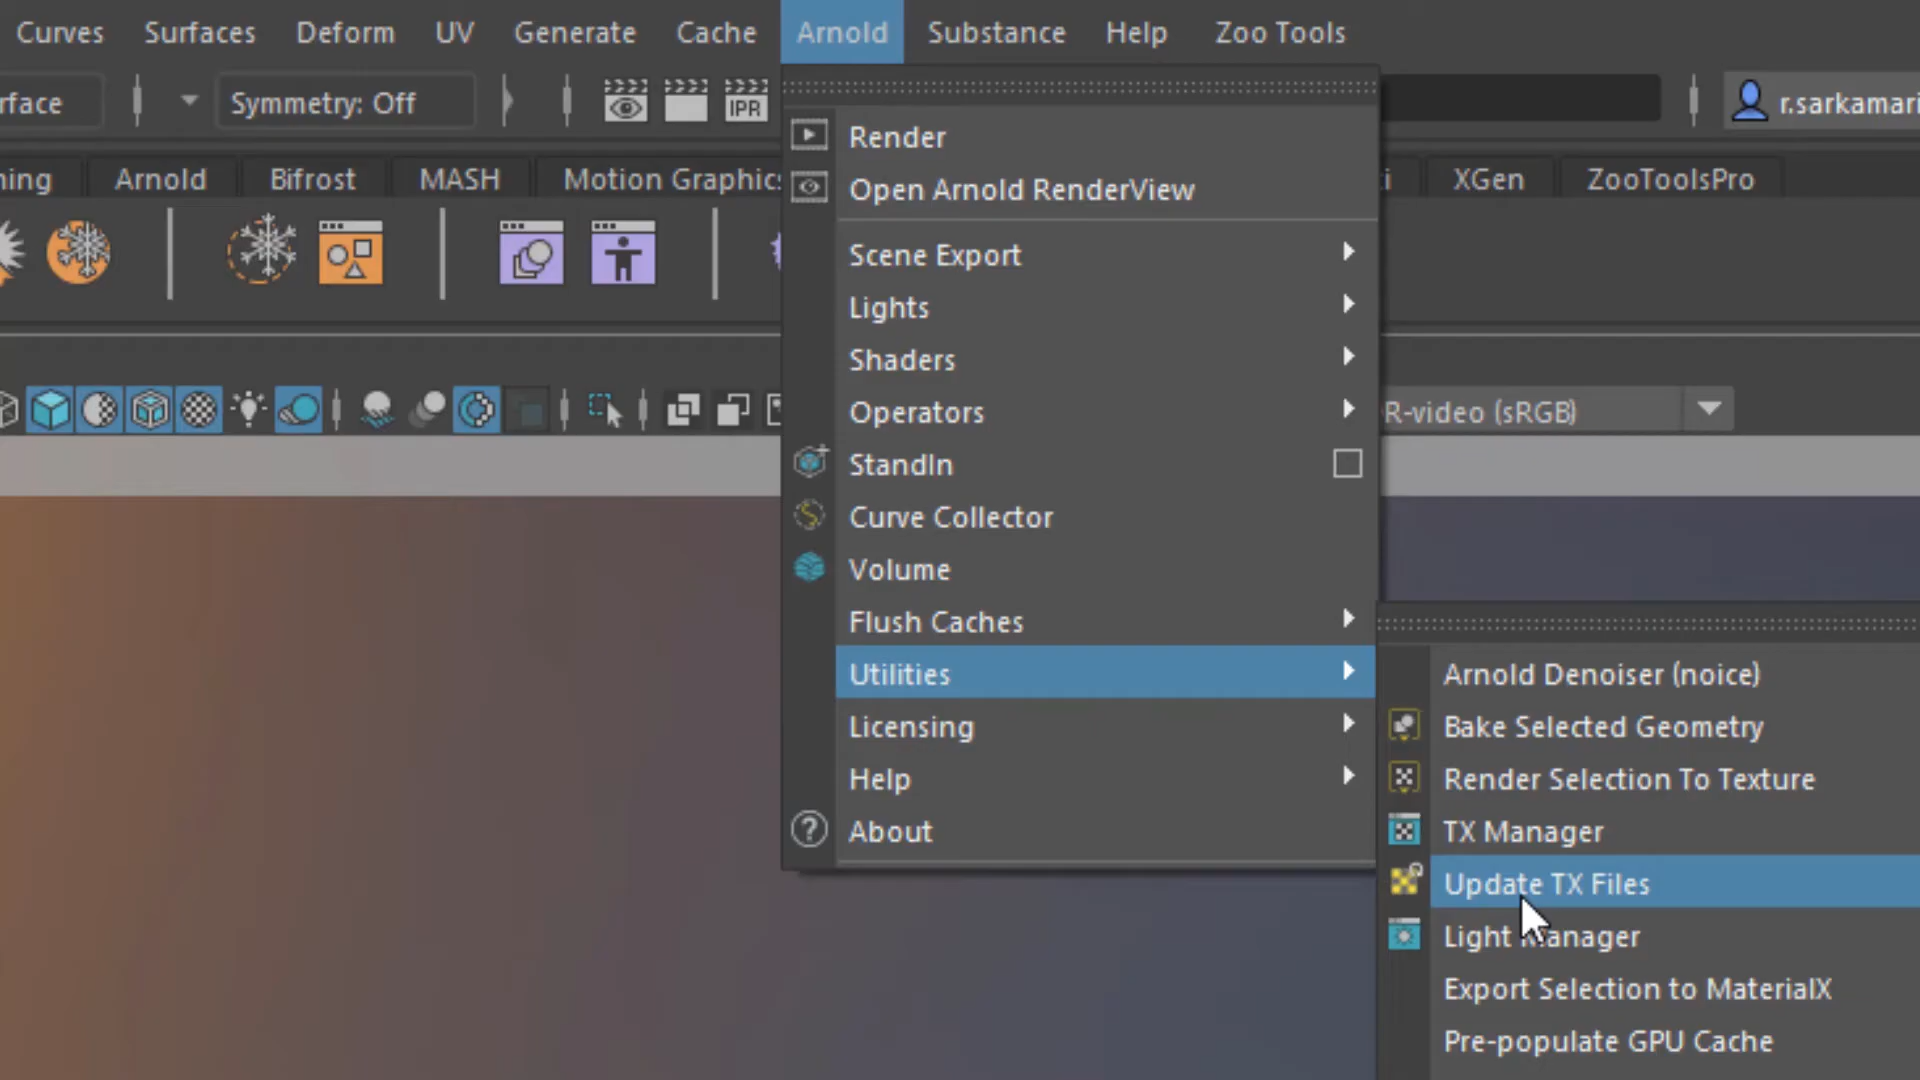 Curves Surfaces Deform UV Generate Cache Arnold Substance Help Zoo Tools
rface Symmetry: Off IPR r.sarkamari
ning Arnold Bifrost MASH Motion Graphics i XGen ZooToolsPro
R-video (sRGB)
Render
Open Arnold RenderView
Scene Export
Lights
Shaders
Operators
StandIn
Curve Collector
Volume
Flush Caches
Utilities
Licensing
Help
About
Arnold Denoiser (noice)
Bake Selected Geometry
Render Selection To Texture
TX Manager
Update TX Files
Light Manager
Export Selection to MaterialX
Pre-populate GPU Cache